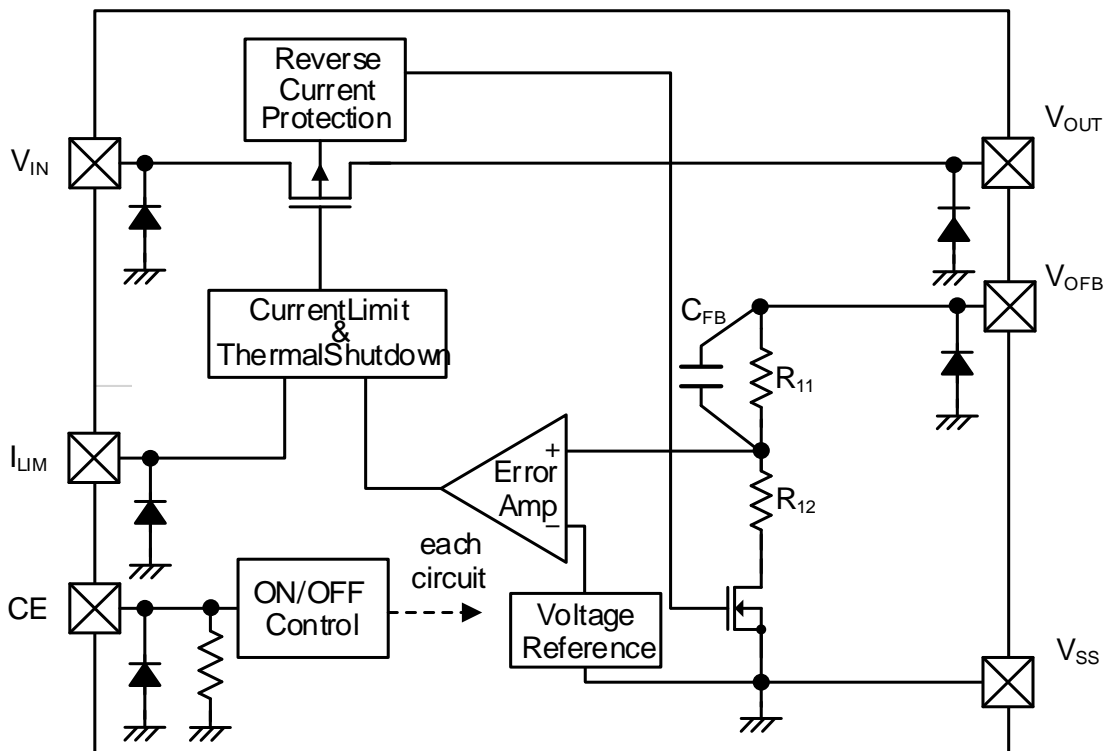 Reverse
Current
Protection
V_IN
V_OUT
V_OFB
CurrentLimit
&
ThermalShutdown
C_FB
R_11
I_LIM
+
Error
Amp
−
R_12
each
circuit
CE
ON/OFF
Control
Voltage
Reference
V_SS